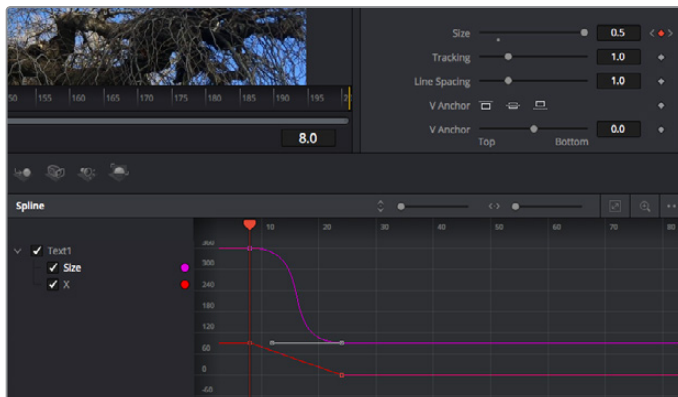 Size 0.5
Tracking 1.0
Line Spacing 1.0
V Anchor
V Anchor 0.0
Top Bottom
155 160 165 170 175 180 185 190 195
8.0
Spline
10 20 30 40 50 60 70 80
Text1
Size
X
300
240
180
120
60
0
-60